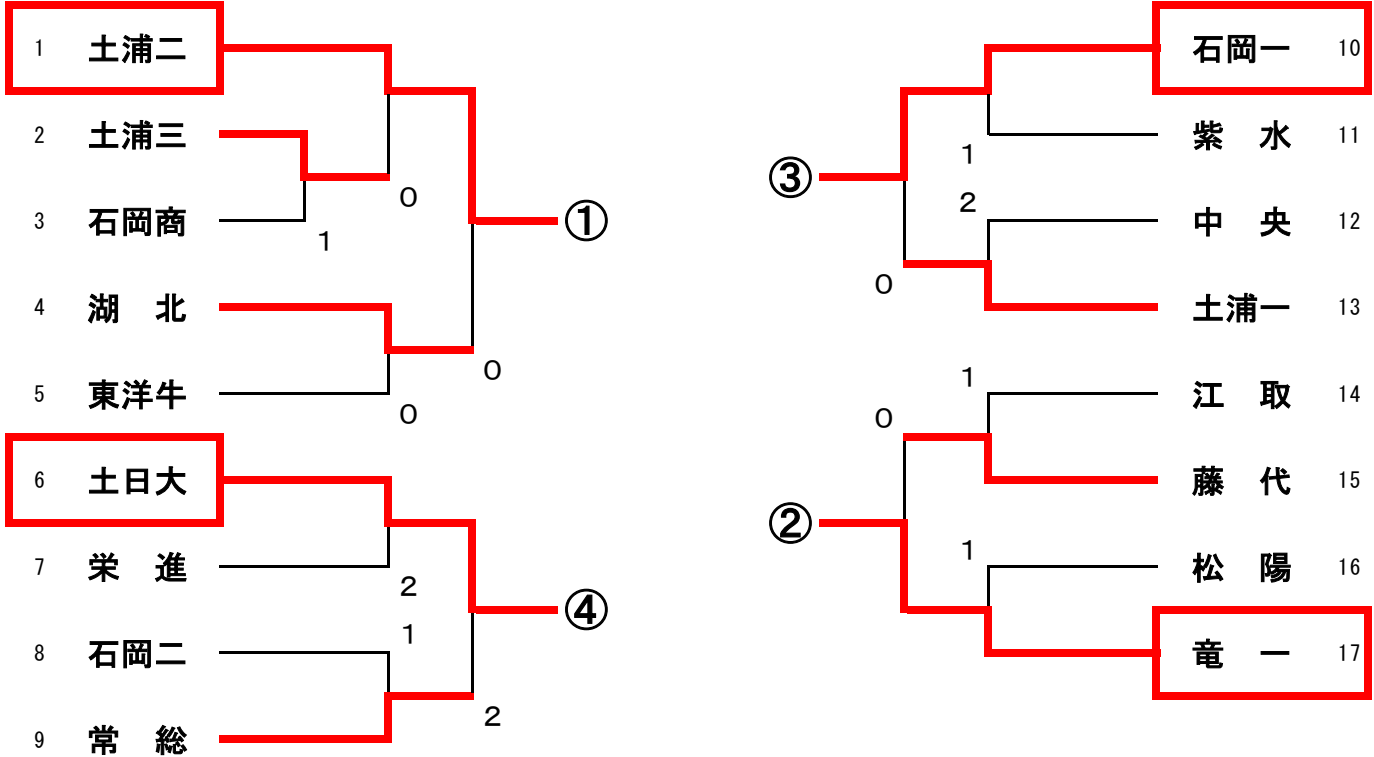 1 土浦二
2 土浦三
3 石岡商
4 湖　北
5 東洋牛
6 土日大
7 栄　進
8 石岡二
9 常　総
0
1
0
0
2
1
2
①
④
③
②
1
2
0
1
0
1
石岡一 10
紫　水 11
中　央 12
土浦一 13
江　取 14
藤　代 15
松　陽 16
竜　一 17